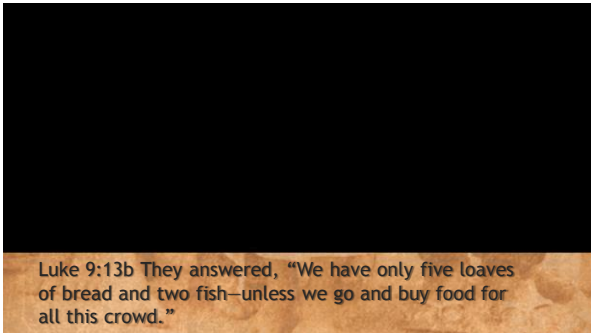 Luke 9:13b They answered, “We have only five loaves
of bread and two fish—unless we go and buy food for
all this crowd.”